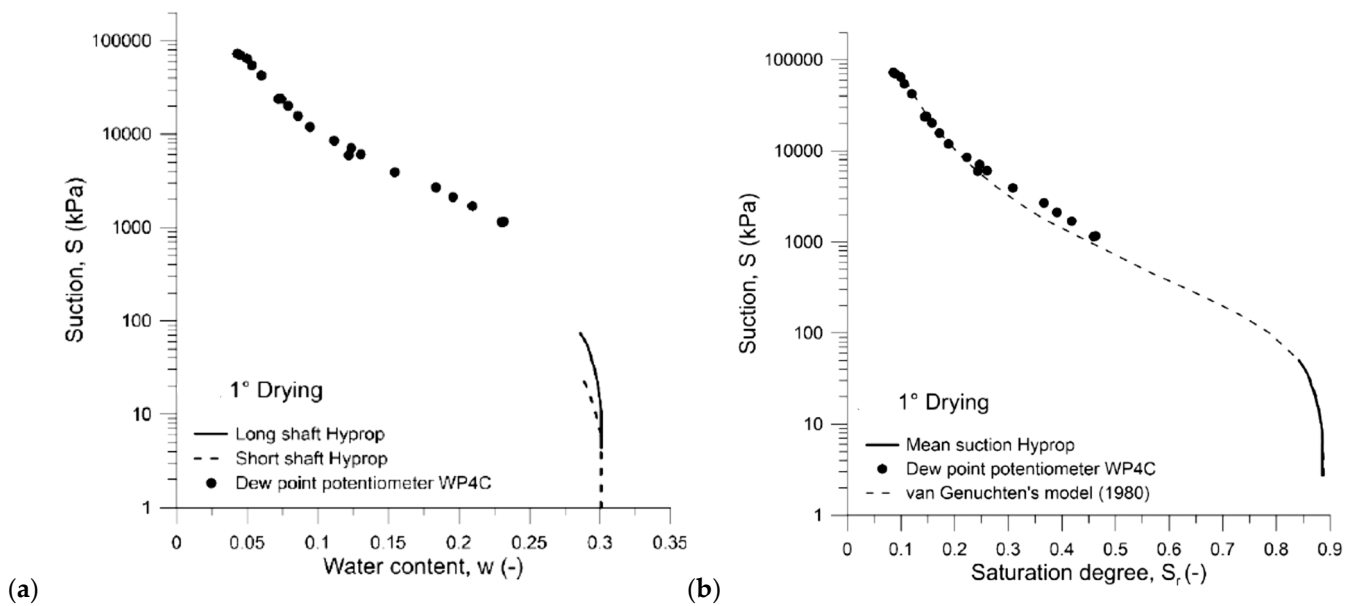 100000
10000
1000
100
10
1
Suction, S (kPa)
1° Drying
Long shaft Hyprop
Short shaft Hyprop
Dew point potentiometer WP4C
0 0.05 0.1 0.15 0.2 0.25 0.3 0.35
Water content, w (-)
(a)
100000
10000
1000
100
10
1
Suction, S (kPa)
1° Drying
Mean suction Hyprop
Dew point potentiometer WP4C
van Genuchten's model (1980)
0 0.1 0.2 0.3 0.4 0.5 0.6 0.7 0.8 0.9
Saturation degree, Sr (-)
(b)